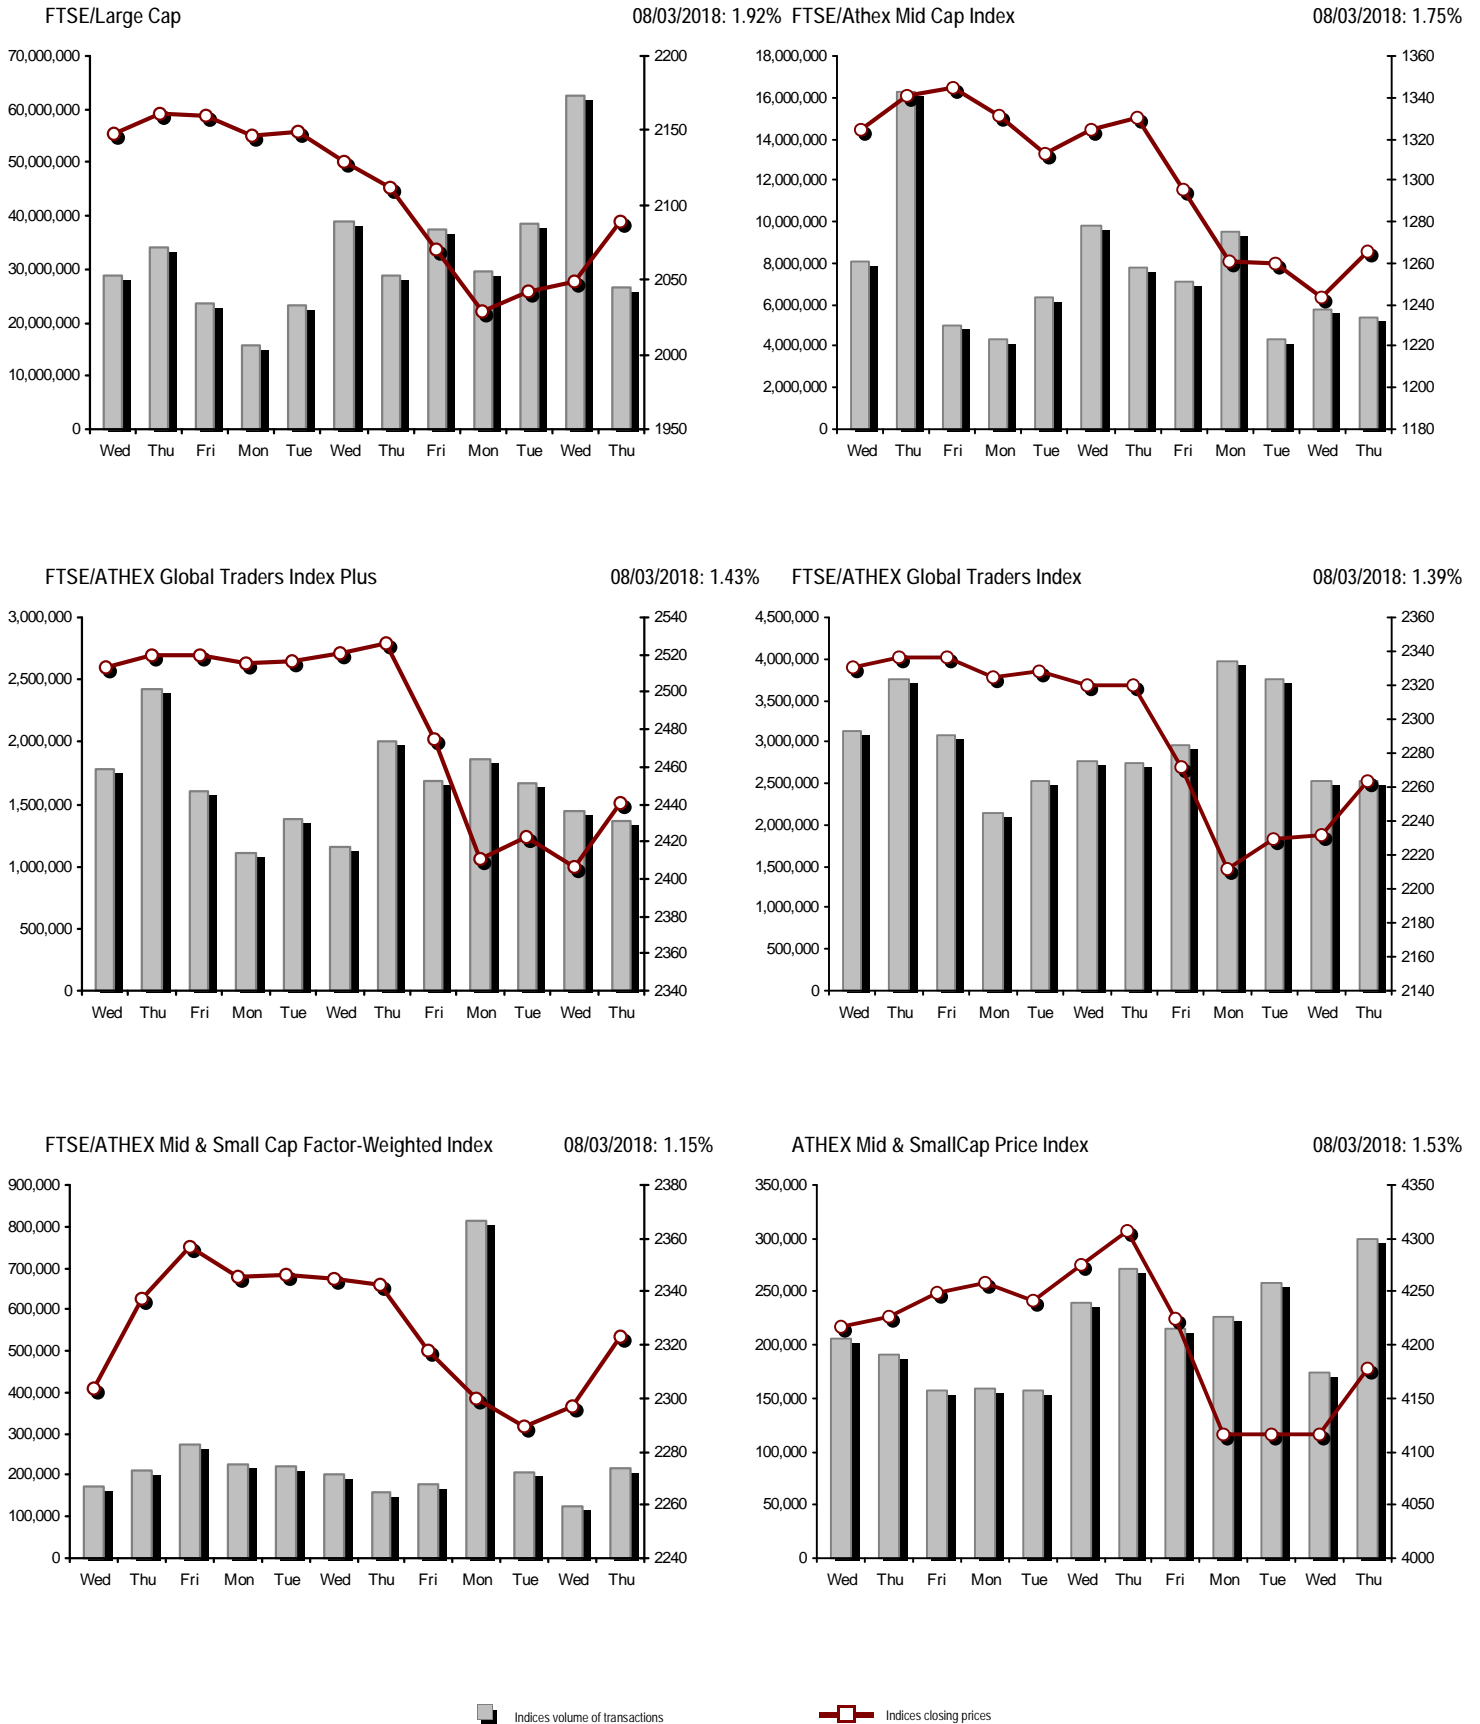 FTSE/Large Cap 08/03/2018: 1.92% FTSE/Athex Mid Cap Index 08/03/2018: 1.75%
70,000,000 2200 18,000,000 1360
60,000,000 2150 16,000,000 1340
50,000,000 2100 14,000,000 1320
40,000,000 2050 12,000,000 1300
30,000,000 2000 10,000,000 1280
20,000,000 1950 8,000,000 1260
10,000,000 6,000,000 1240
0 4,000,000 1220
2,000,000 1200
0 1180
Wed Thu Fri Mon Tue Wed Thu Fri Mon Tue Wed Thu Wed Thu Fri Mon Tue Wed Thu Fri Mon Tue Wed Thu
FTSE/ATHEX Global Traders Index Plus 08/03/2018: 1.43% FTSE/ATHEX Global Traders Index 08/03/2018: 1.39%
3,000,000 2540 4,500,000 2360
2,500,000 2520 4,000,000 2340
2,000,000 2500 3,500,000 2320
1,500,000 2480 3,000,000 2300
1,000,000 2460 2,500,000 2280
500,000 2440 2,000,000 2260
0 2420 1,500,000 2240
2400 1,000,000 2220
2380 500,000 2200
2360 0 2180
2340 2160
2140
Wed Thu Fri Mon Tue Wed Thu Fri Mon Tue Wed Thu Wed Thu Fri Mon Tue Wed Thu Fri Mon Tue Wed Thu
FTSE/ATHEX Mid & Small Cap Factor-Weighted Index 08/03/2018: 1.15% ATHEX Mid & SmallCap Price Index 08/03/2018: 1.53%
900,000 2380 350,000 4350
800,000 2360 300,000 4300
700,000 2340 250,000 4250
600,000 2320 200,000 4200
500,000 2300 150,000 4150
400,000 2280 100,000 4100
300,000 2260 50,000 4050
200,000 2240 0 4000
100,000
0
Wed Thu Fri Mon Tue Wed Thu Fri Mon Tue Wed Thu Wed Thu Fri Mon Tue Wed Thu Fri Mon Tue Wed Thu
Indices volume of transactions Indices closing prices